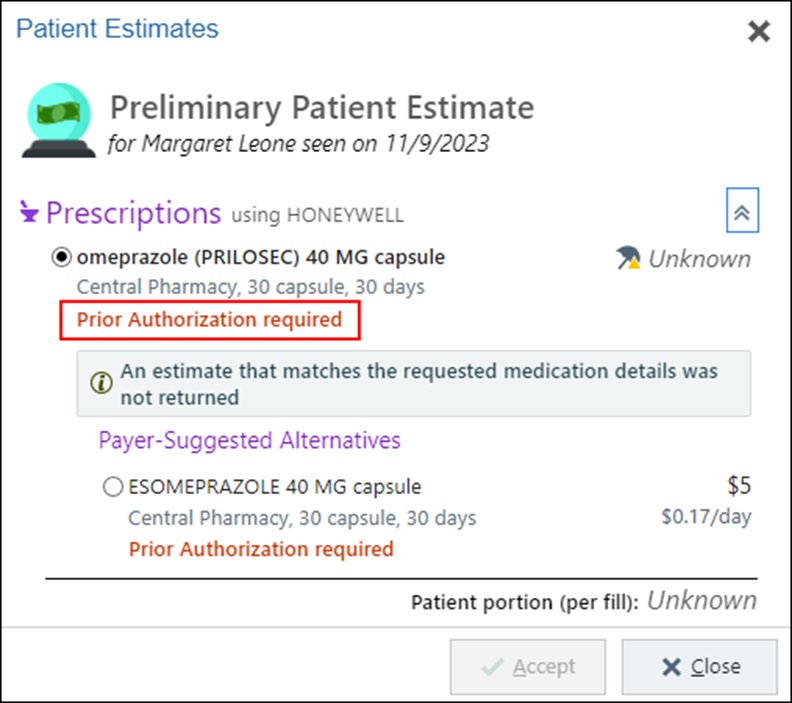 Patient Estimates
Preliminary Patient Estimate
for Margaret Leone seen on 11/9/2023
Prescriptions using HONEYWELL
omeprazole (PRILOSEC) 40 MG capsule Unknown
Central Pharmacy, 30 capsule, 30 days
Prior Authorization required
An estimate that matches the requested medication details was
not returned
Payer-Suggested Alternatives
ESOMEPRAZOLE 40 MG capsule $5
Central Pharmacy, 30 capsule, 30 days $0.17/day
Prior Authorization required
Patient portion (per fill): Unknown
Accept Close